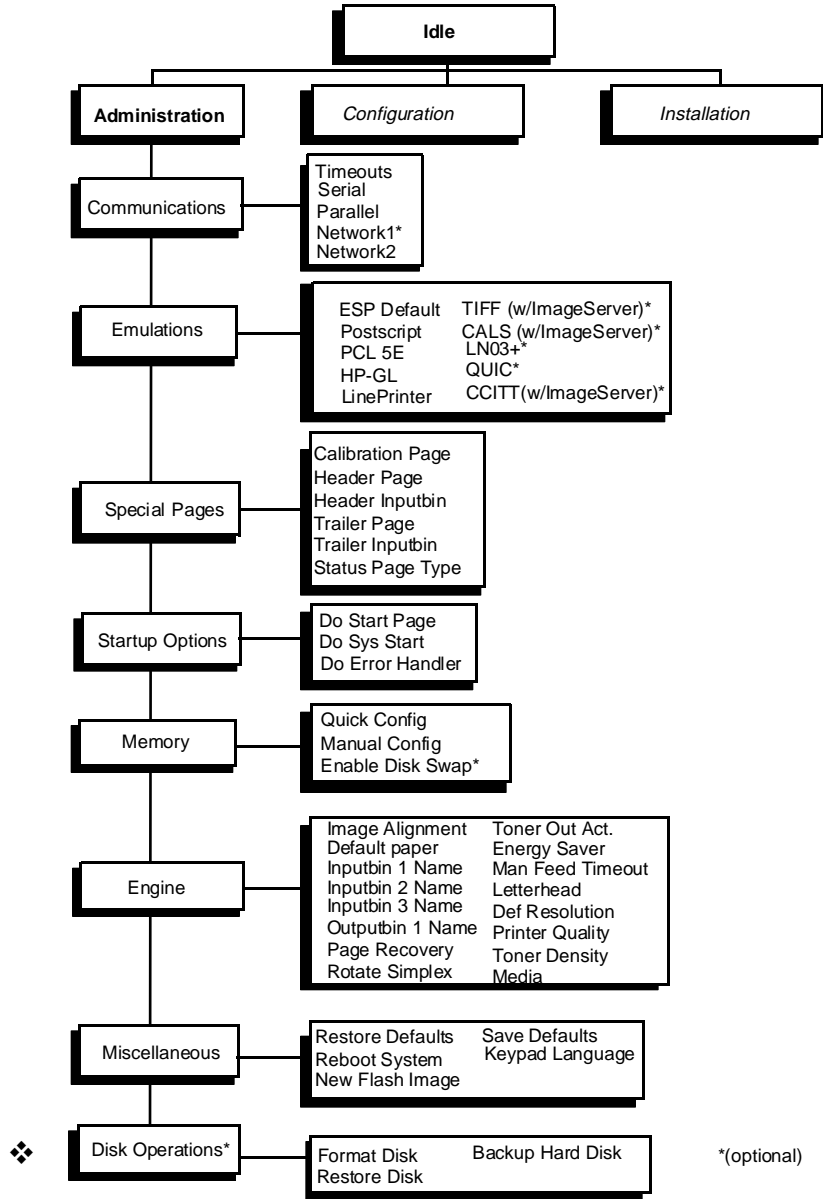 Idle
Administration
Configuration
Installation
Communications
Timeouts
Serial
Parallel
Network1*
Network2
Emulations
ESP Default
Postscript
PCL 5E
HP-GL
LinePrinter
TIFF (w/ImageServer)*
CALS (w/ImageServer)*
LN03+*
QUIC*
CCITT(w/ImageServer)*
Special Pages
Calibration Page
Header Page
Header Inputbin
Trailer Page
Trailer Inputbin
Status Page Type
Startup Options
Do Start Page
Do Sys Start
Do Error Handler
Memory
Quick Config
Manual Config
Enable Disk Swap*
Engine
Image Alignment
Default paper
Inputbin 1 Name
Inputbin 2 Name
Inputbin 3 Name
Outputbin 1 Name
Page Recovery
Rotate Simplex
Toner Out Act.
Energy Saver
Man Feed Timeout
Letterhead
Def Resolution
Printer Quality
Toner Density
Media
Miscellaneous
Restore Defaults
Reboot System
New Flash Image
Save Defaults
Keypad Language
Disk Operations*
Format Disk
Restore Disk
Backup Hard Disk
*(optional)